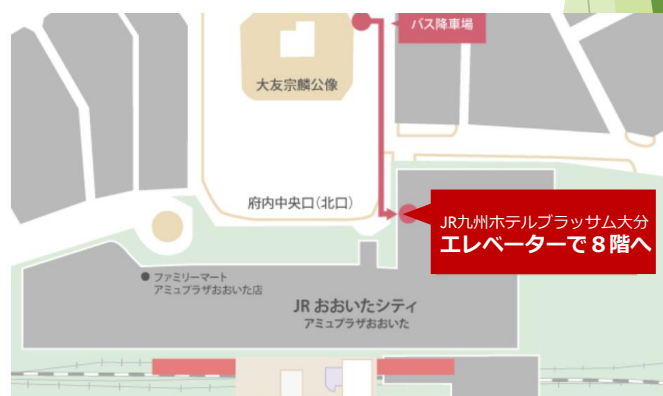 バス降車場
大友宗麟公像
府内中央口(北口)
JR九州ホテルブラッサム大分
エレベーターで8階へ
ファミリーマート
アミュプラザおおいた店
JR おおいたシティ
アミュプラザおおいた